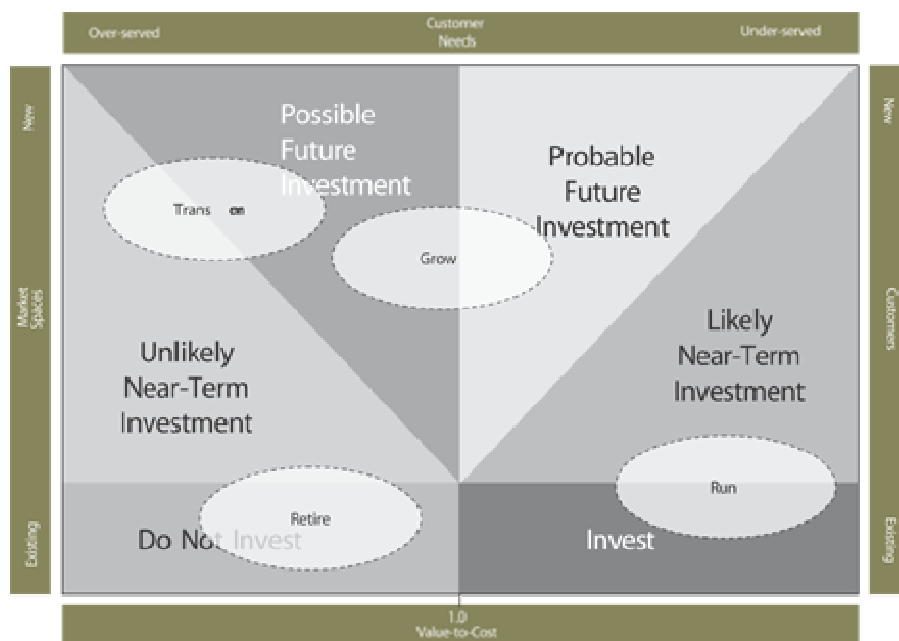 Over-served
Customer
Needs
Under-served
New
Market
Spaces
Existing
New
Customers
Existing
Possible
Future
Investment
Probable
Future
Investment
Trans
Grow
Unlikely
Near-Term
Investment
Likely
Near-Term
Investment
Retire
Do Not Invest
Run
Invest
1.0
Value-to-Cost